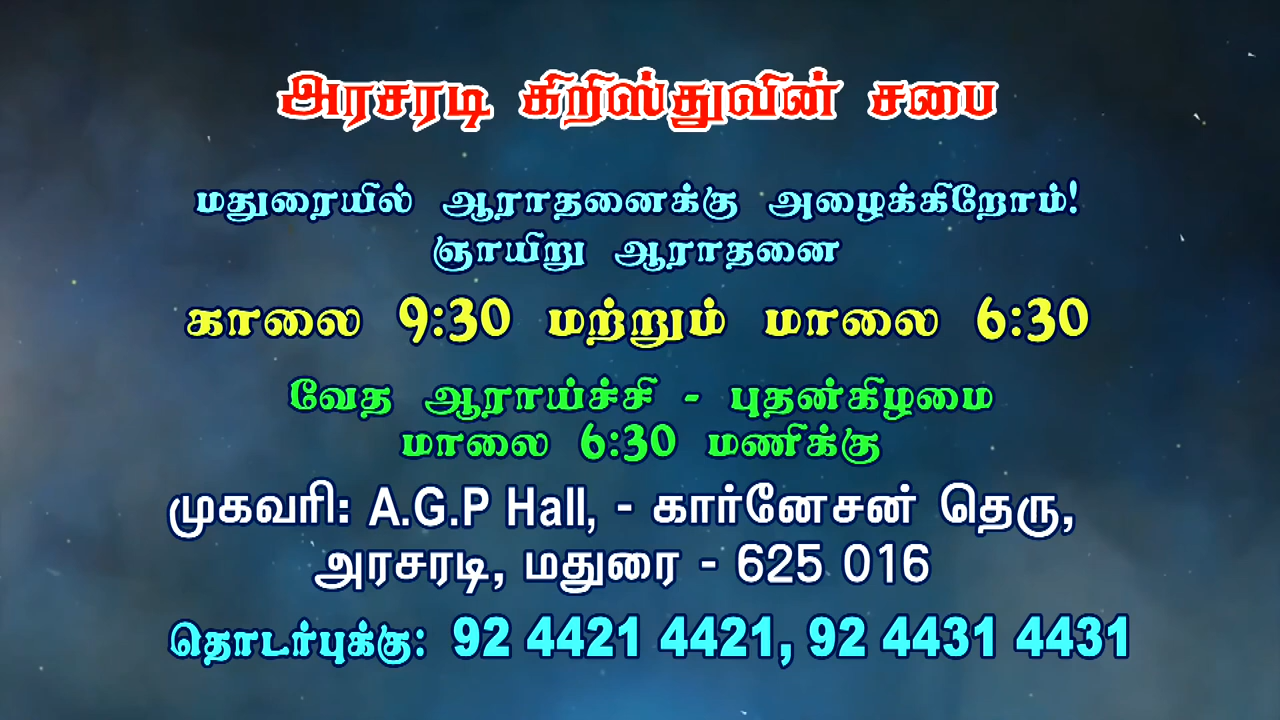 அரசரடி கிறிஸ்துவின் சபை
மதுரையில் ஆராதனைக்கு அழைக்கிறோம்!
ஞாயிறு ஆராதனை
காலை 9:30 மற்றும் மாலை 6:30
வேத ஆராய்ச்சி - புதன்கிழமை
மாலை 6:30 மணிக்கு
முகவரி: A.G.P Hall, - கார்னேசன் தெரு,
அரசரடி, மதுரை - 625 016
தொடர்புக்கு: 92 4421 4421, 92 4431 4431